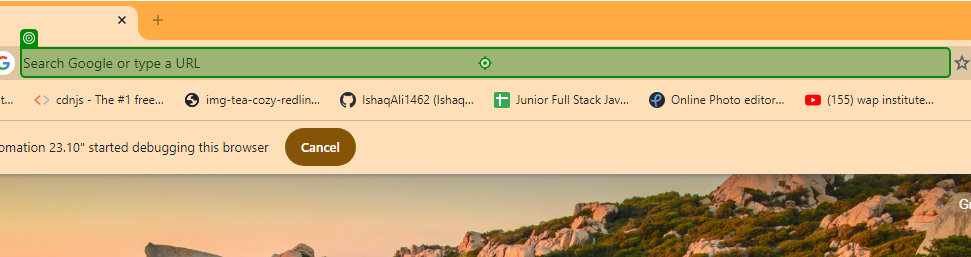 Search Google or type a URL
t... cdnjs - The #1 free... img-tea-cozy-redlin... IshaqAli1462 (Ishaq... Junior Full Stack Jav... Online Photo editor... (155) wap institute...
omation 23.10" started debugging this browser Cancel
G